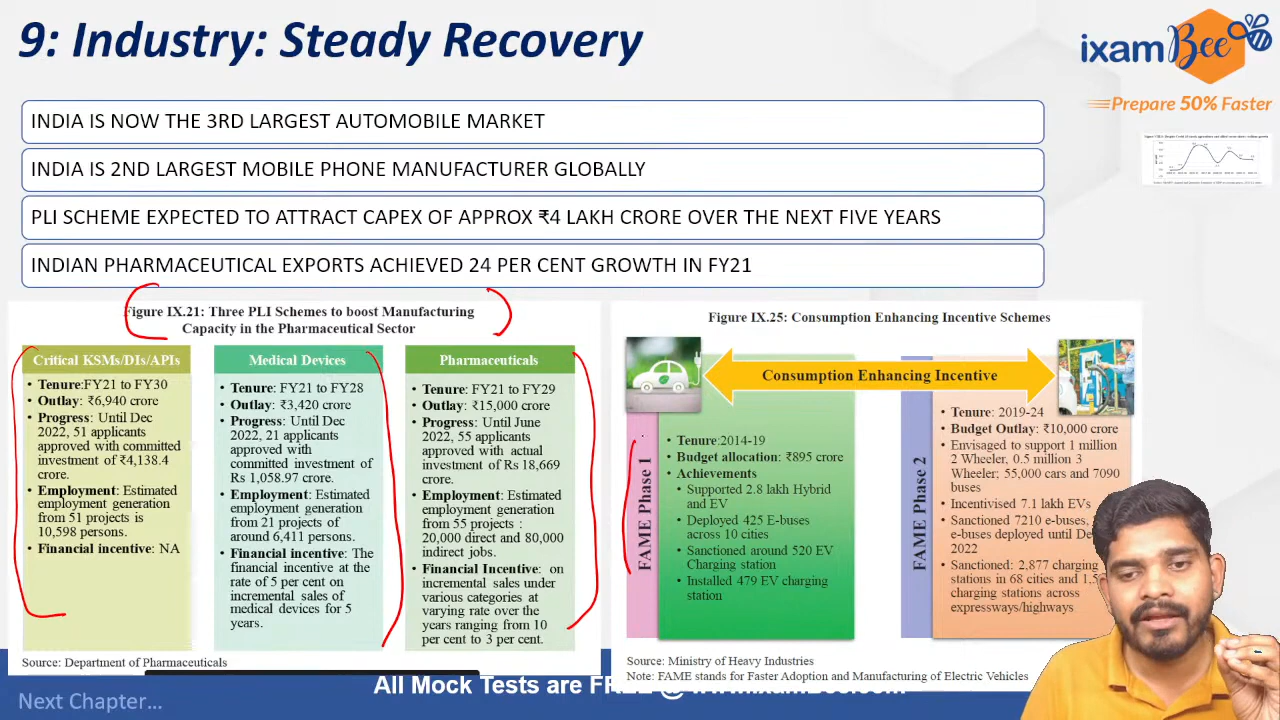 9: Industry: Steady Recovery
ixamBee
Prepare 50% Faster
INDIA IS NOW THE 3RD LARGEST AUTOMOBILE MARKET
INDIA IS 2ND LARGEST MOBILE PHONE MANUFACTURER GLOBALLY
PLI SCHEME EXPECTED TO ATTRACT CAPEX OF APPROX ₹4 LAKH CRORE OVER THE NEXT FIVE YEARS
INDIAN PHARMACEUTICAL EXPORTS ACHIEVED 24 PER CENT GROWTH IN FY21
Figure IX.21: Three PLI Schemes to boost Manufacturing
Capacity in the Pharmaceutical Sector
Critical KSMs/DIs/APIs
• Tenure:FY21 to FY30
• Outlay: ₹6,940 crore
• Progress: Until Dec
2022, 51 applicants
approved with committed
investment of ₹4,138.4
crore.
• Employment: Estimated
employment generation
from 51 projects is
10,598 persons.
• Financial incentive: NA
Medical Devices
• Tenure: FY21 to FY28
• Outlay: ₹3,420 crore
• Progress: Until Dec
2022, 21 applicants
approved with
committed investment of
Rs 1,058.97 crore.
• Employment: Estimated
employment generation
from 21 projects of
around 6,411 persons.
• Financial incentive: The
financial incentive at the
rate of 5 per cent on
incremental sales of
medical devices for 5
years.
Pharmaceuticals
• Tenure: FY21 to FY29
• Outlay: ₹15,000 crore
• Progress: Until June
2022, 55 applicants
approved with actual
investment of Rs 18,669
crore.
• Employment: Estimated
employment generation
from 55 projects :
20,000 direct and 80,000
indirect jobs.
• Financial Incentive: on
incremental sales under
various categories at
varying rate over the
years ranging from 10
per cent to 3 per cent.
Source: Department of Pharmaceuticals
Figure IX.25: Consumption Enhancing Incentive Schemes
Consumption Enhancing Incentive
FAME Phase 1
• Tenure:2014-19
• Budget allocation: ₹895 crore
• Achievements
• Supported 2.8 lakh Hybrid
and EV
• Deployed 425 E-buses
across 10 cities
• Sanctioned around 520 EV
Charging station
• Installed 479 EV charging
station
FAME Phase 2
• Tenure: 2019-24
• Budget Outlay: ₹10,000 crore
• Envisaged to support 1 million
2 Wheeler, 0.5 million 3
Wheeler; 55,000 cars and 7090
buses
• Incentivised 7.1 lakh EVs
• Sanctioned 7210 e-buses,
e-buses deployed until
2022
• Sanctioned: 2,877 charging
stations in 68 cities and
charging stations across
expressways/highways
Source: Ministry of Heavy Industries
Note: FAME stands for Faster Adoption and Manufacturing of Electric Vehicles
All Mock Tests are
Next Chapter...